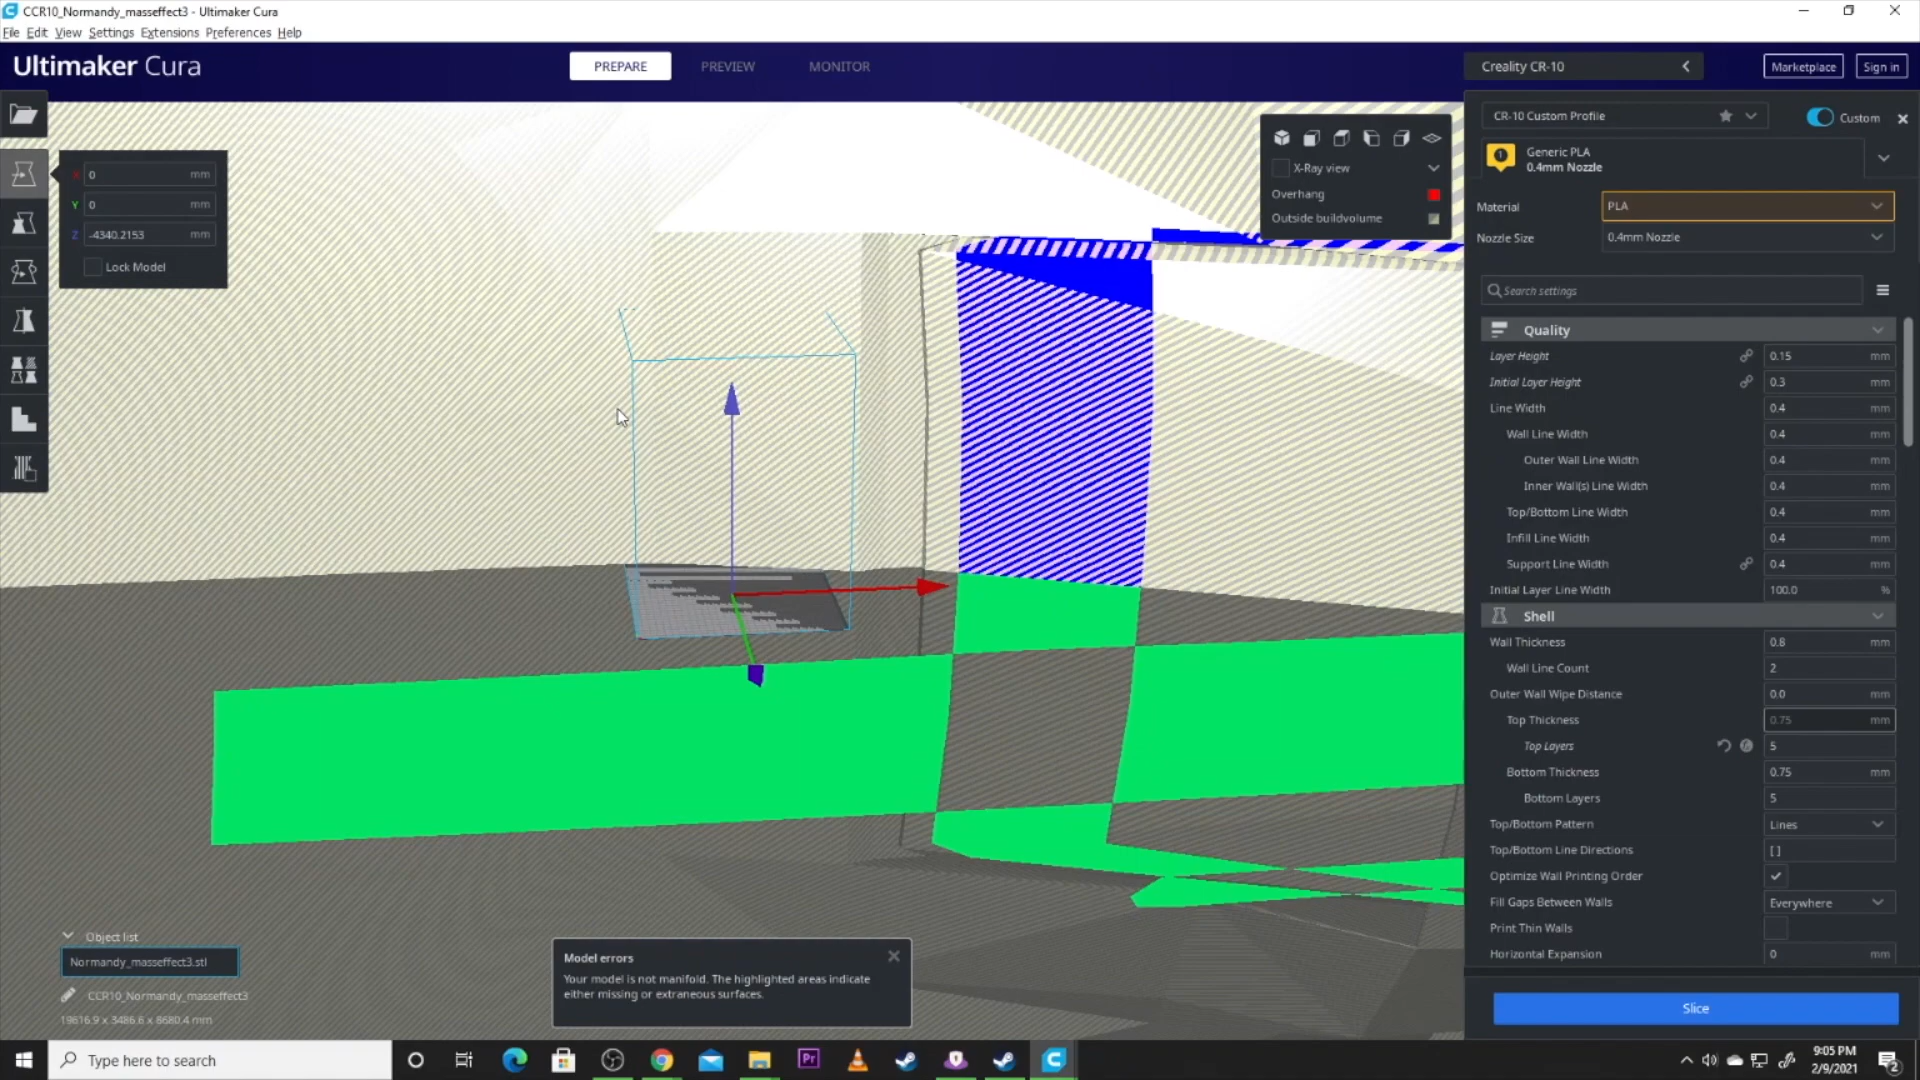 CCR10_Normandy_masseffect3 - Ultimaker Cura
File Edit View Settings Extensions Preferences Help
Ultimaker Cura
PREPARE
PREVIEW
MONITOR
Creality CR-10
Marketplace
Sign in
X 0 mm
Y 0 mm
Z -4340.2153 mm
Lock Model
X-Ray view
Overhang
Outside buildvolume
CR-10 Custom Profile
Custom
1
Generic PLA
0.4mm Nozzle
Material PLA
Nozzle Size 0.4mm Nozzle
Search settings
Quality
Layer Height 0.15 mm
Initial Layer Height 0.3 mm
Line Width 0.4 mm
Wall Line Width 0.4 mm
Outer Wall Line Width 0.4 mm
Inner Wall(s) Line Width 0.4 mm
Top/Bottom Line Width 0.4 mm
Infill Line Width 0.4 mm
Support Line Width 0.4 mm
Initial Layer Line Width 100.0 %
Shell
Wall Thickness 0.8 mm
Wall Line Count 2
Outer Wall Wipe Distance 0.0 mm
Top Thickness 0.75 mm
Top Layers 5
Bottom Thickness 0.75 mm
Bottom Layers 5
Top/Bottom Pattern Lines
Top/Bottom Line Directions [ ]
Optimize Wall Printing Order
Fill Gaps Between Walls Everywhere
Print Thin Walls
Horizontal Expansion 0 mm
Slice
Object list
Normandy_masseffect3.stl
CCR10_Normandy_masseffect3
19616.9 x 3486.6 x 8680.4 mm
Model errors
Your model is not manifold. The highlighted areas indicate
either missing or extraneous surfaces.
Type here to search
Pr
9:05 PM
2/9/2021
2